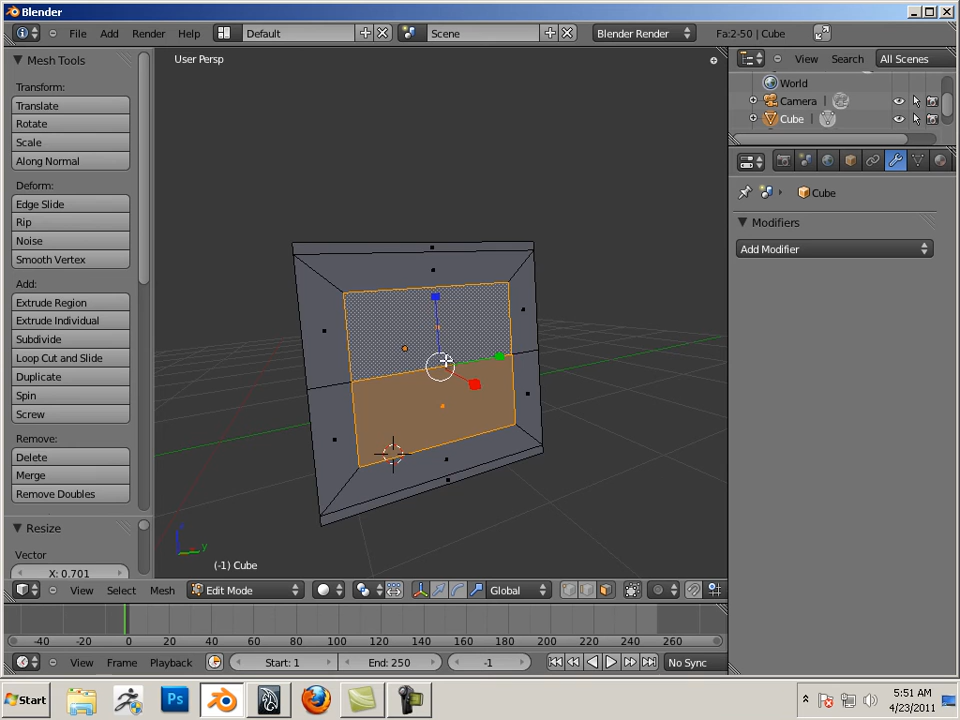 Blender
File Add Render Help Default Scene Blender Render Fa:2-50 | Cube
Mesh Tools
Transform:
Translate
Rotate
Scale
Along Normal
Deform:
Edge Slide
Rip
Noise
Smooth Vertex
Add:
Extrude Region
Extrude Individual
Subdivide
Loop Cut and Slide
Duplicate
Spin
Screw
Remove:
Delete
Merge
Remove Doubles
Resize
Vector
X: 0.701
User Persp
z
y
(-1) Cube
View Search All Scenes
World
Camera
Cube
Cube
Modifiers
Add Modifier
View Select Mesh Edit Mode Global
-40 -20 0 20 40 60 80 100 120 140 160 180 200 220 240 260
View Frame Playback Start: 1 End: 250 -1 No Sync
Start Ps 5:51 AM
4/23/2011